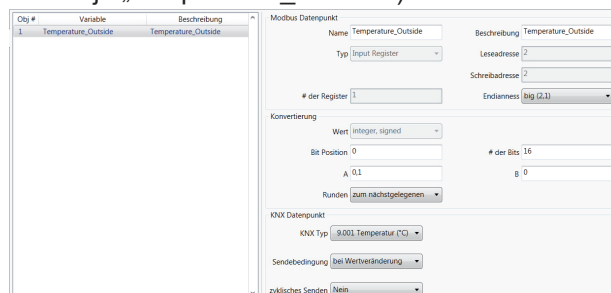 Obj # Variable Beschreibung
1 Temperature_Outside Temperature_Outside
Modbus Datenpunkt
Name Temperature_Outside Beschreibung Temperature_Outside
Typ Input Register Leseadresse 2
Schreibadresse 2
# der Register 1 Endianness big (2,1)
Konvertierung
Wert integer, signed
Bit Position 0 # der Bits 16
A 0,1 B 0
Runden zum nächstgelegenen
KNX Datenpunkt
KNX Typ 9.001 Temperatur (°C)
Sendebedingung bei Wertveränderung
zyklisches Senden Nein